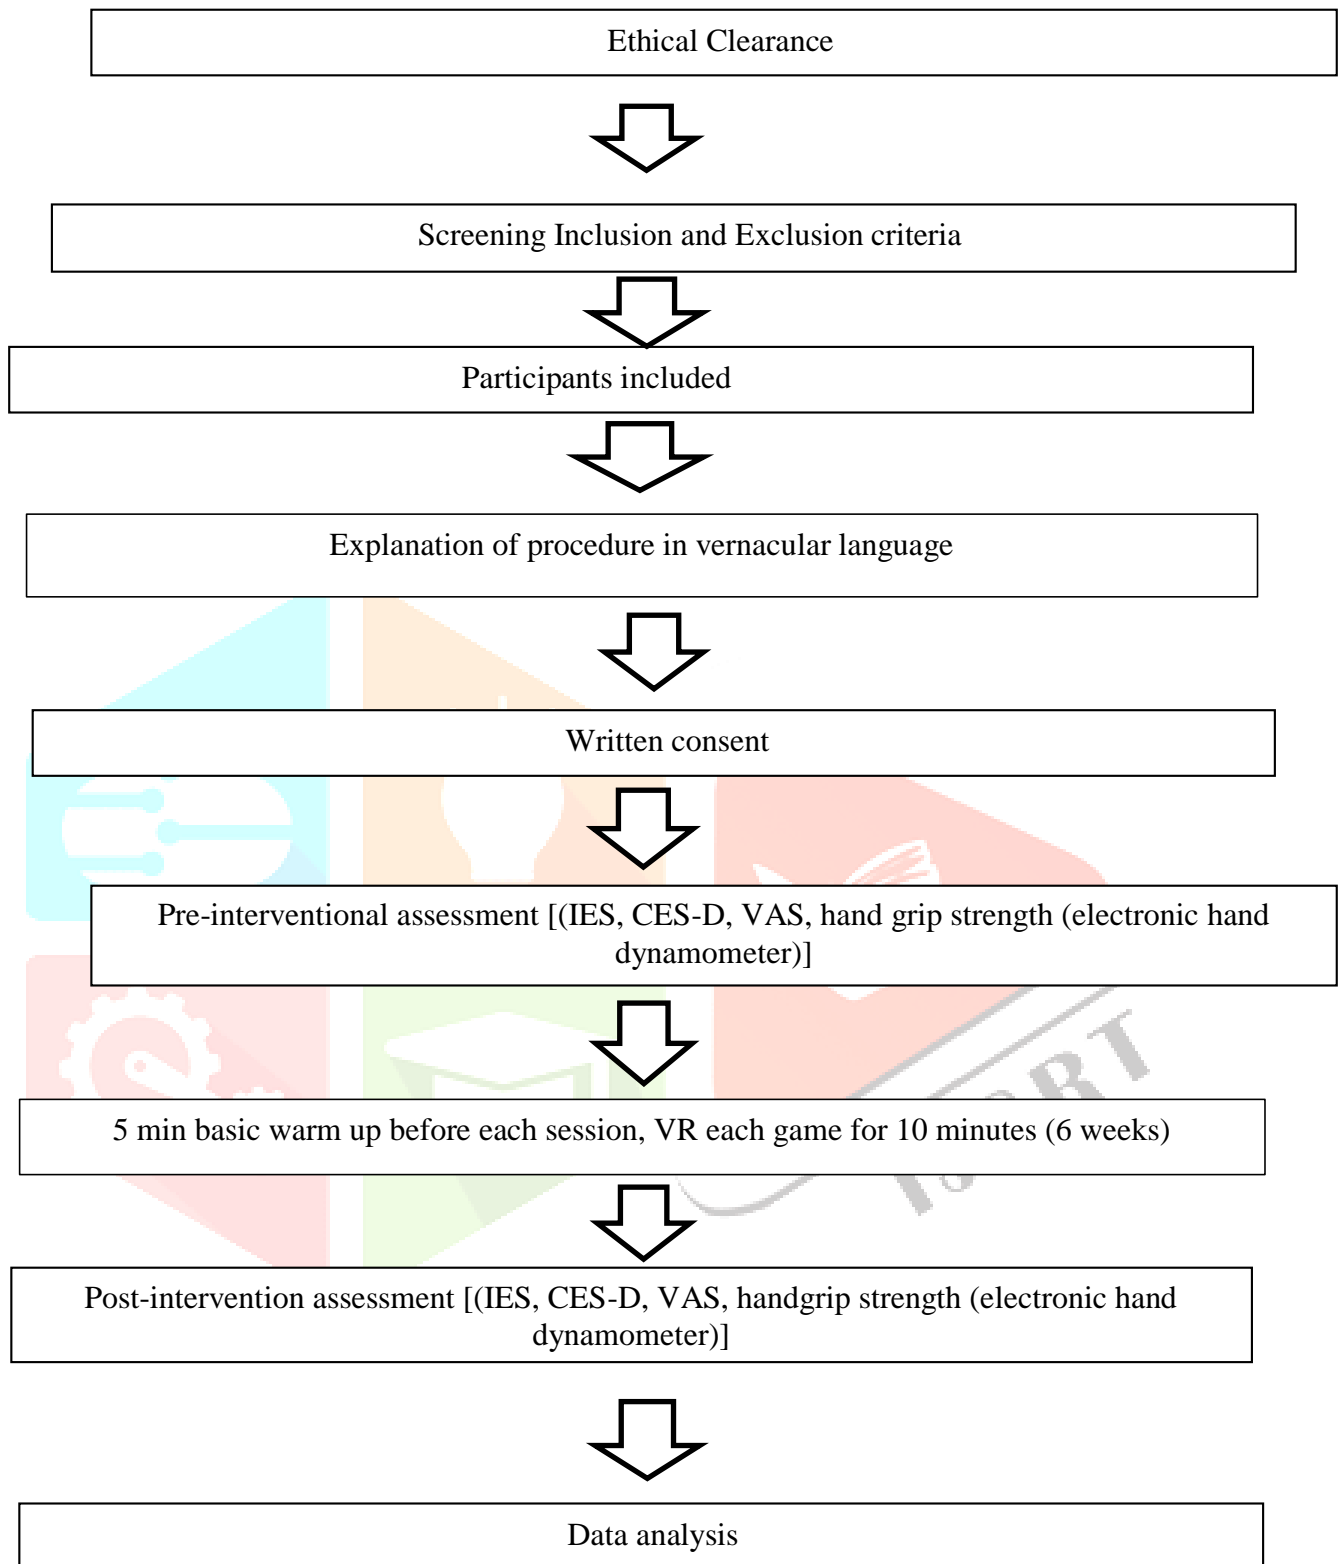 Ethical Clearance
Screening Inclusion and Exclusion criteria
Participants included
Explanation of procedure in vernacular language
Written consent
Pre-interventional assessment [(IES, CES-D, VAS, hand grip strength (electronic hand
dynamometer)]
5 min basic warm up before each session, VR each game for 10 minutes (6 weeks)
Post-intervention assessment [(IES, CES-D, VAS, handgrip strength (electronic hand
dynamometer)]
Data analysis